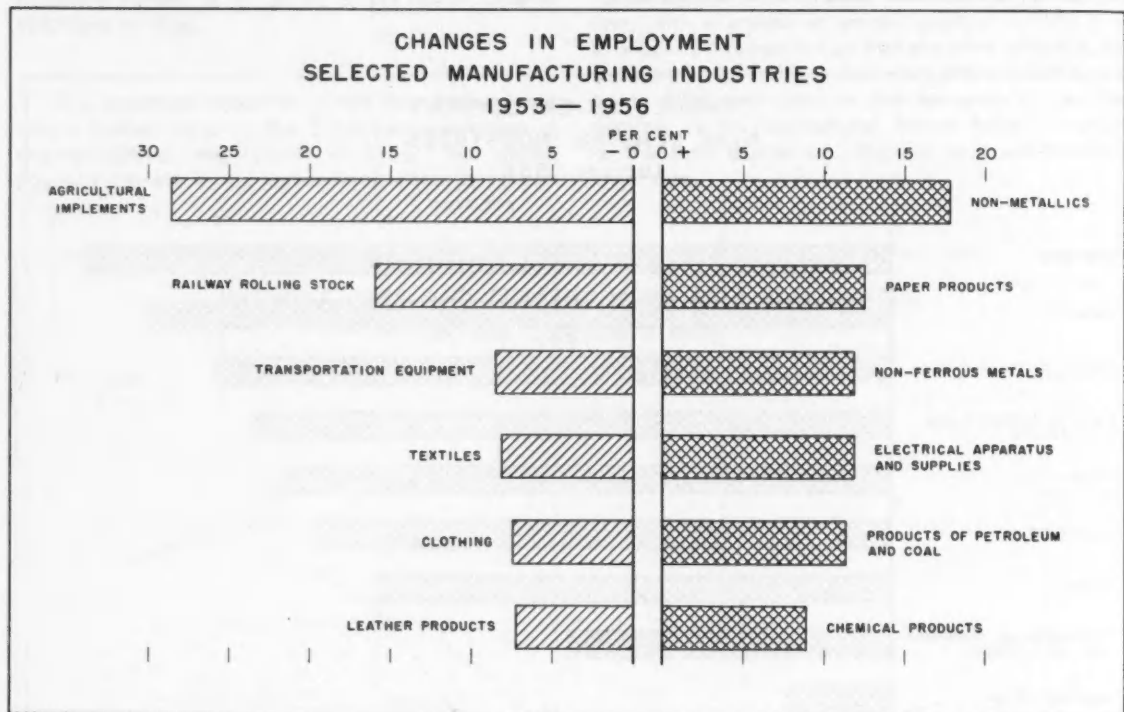 CHANGES IN EMPLOYMENT
SELECTED MANUFACTURING INDUSTRIES
1953 — 1956
PER CENT
30 25 20 15 10 5 - 0 0 + 5 10 15 20
AGRICULTURAL
IMPLEMENTS
NON-METALLICS
RAILWAY ROLLING STOCK
PAPER PRODUCTS
TRANSPORTATION EQUIPMENT
NON-FERROUS METALS
TEXTILES
ELECTRICAL APPARATUS
AND SUPPLIES
CLOTHING
PRODUCTS OF PETROLEUM
AND COAL
LEATHER PRODUCTS
CHEMICAL PRODUCTS